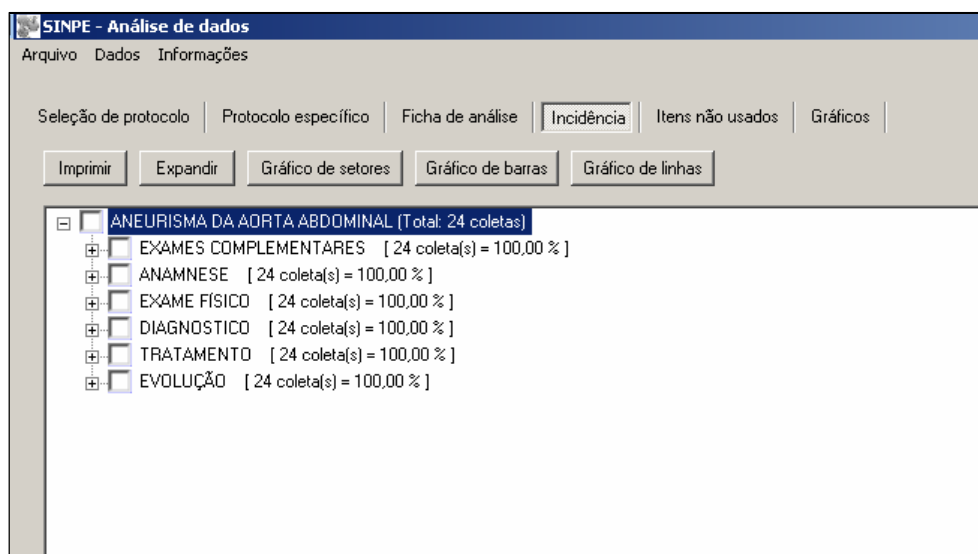 SINPE - Análise de dados
Arquivo Dados Informações
Seleção de protocolo Protocolo específico Ficha de análise Incidência Itens não usados Gráficos
Imprimir Expandir Gráfico de setores Gráfico de barras Gráfico de linhas
ANEURISMA DA AORTA ABDOMINAL (Total: 24 coletas)
EXAMES COMPLEMENTARES [ 24 coleta(s) = 100,00 % ]
ANAMNESE [ 24 coleta(s) = 100,00 % ]
EXAME FÍSICO [ 24 coleta(s) = 100,00 % ]
DIAGNOSTICO [ 24 coleta(s) = 100,00 % ]
TRATAMENTO [ 24 coleta(s) = 100,00 % ]
EVOLUÇÃO [ 24 coleta(s) = 100,00 % ]